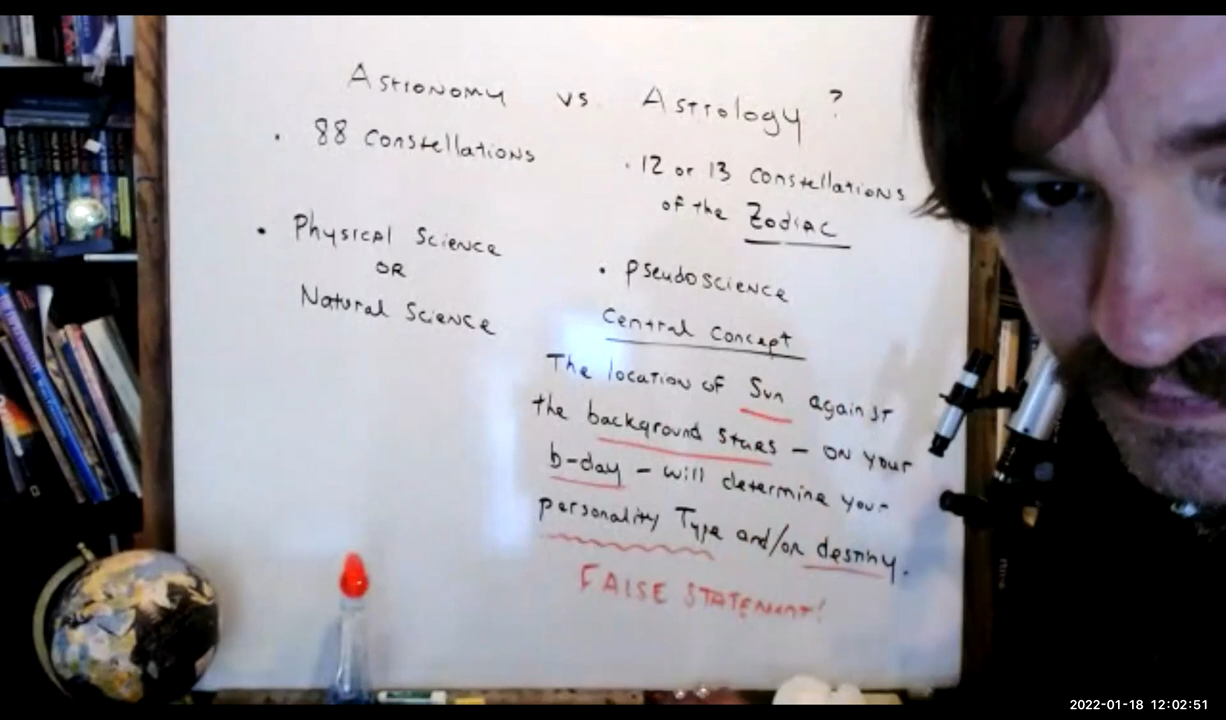 Astronomy vs. Astrology?
• 88 constellations
• Physical Science
OR
Natural Science
• 12 or 13 constellations
of the Zodiac
• pseudoscience
Central Concept
The location of Sun against
the background stars – on your
b-day – will determine your
personality Type and/or destiny.
FALSE STATEMENT!
2022-01-18 12:02:51